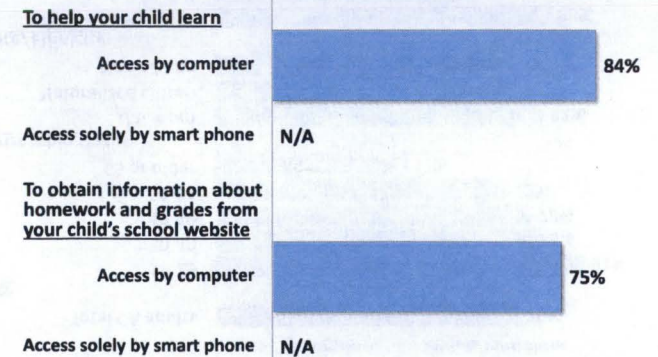 To help your child learn
Access by computer
84%
Access solely by smart phone
N/A
To obtain information about
homework and grades from
your child's school website
Access by computer
75%
Access solely by smart phone
N/A